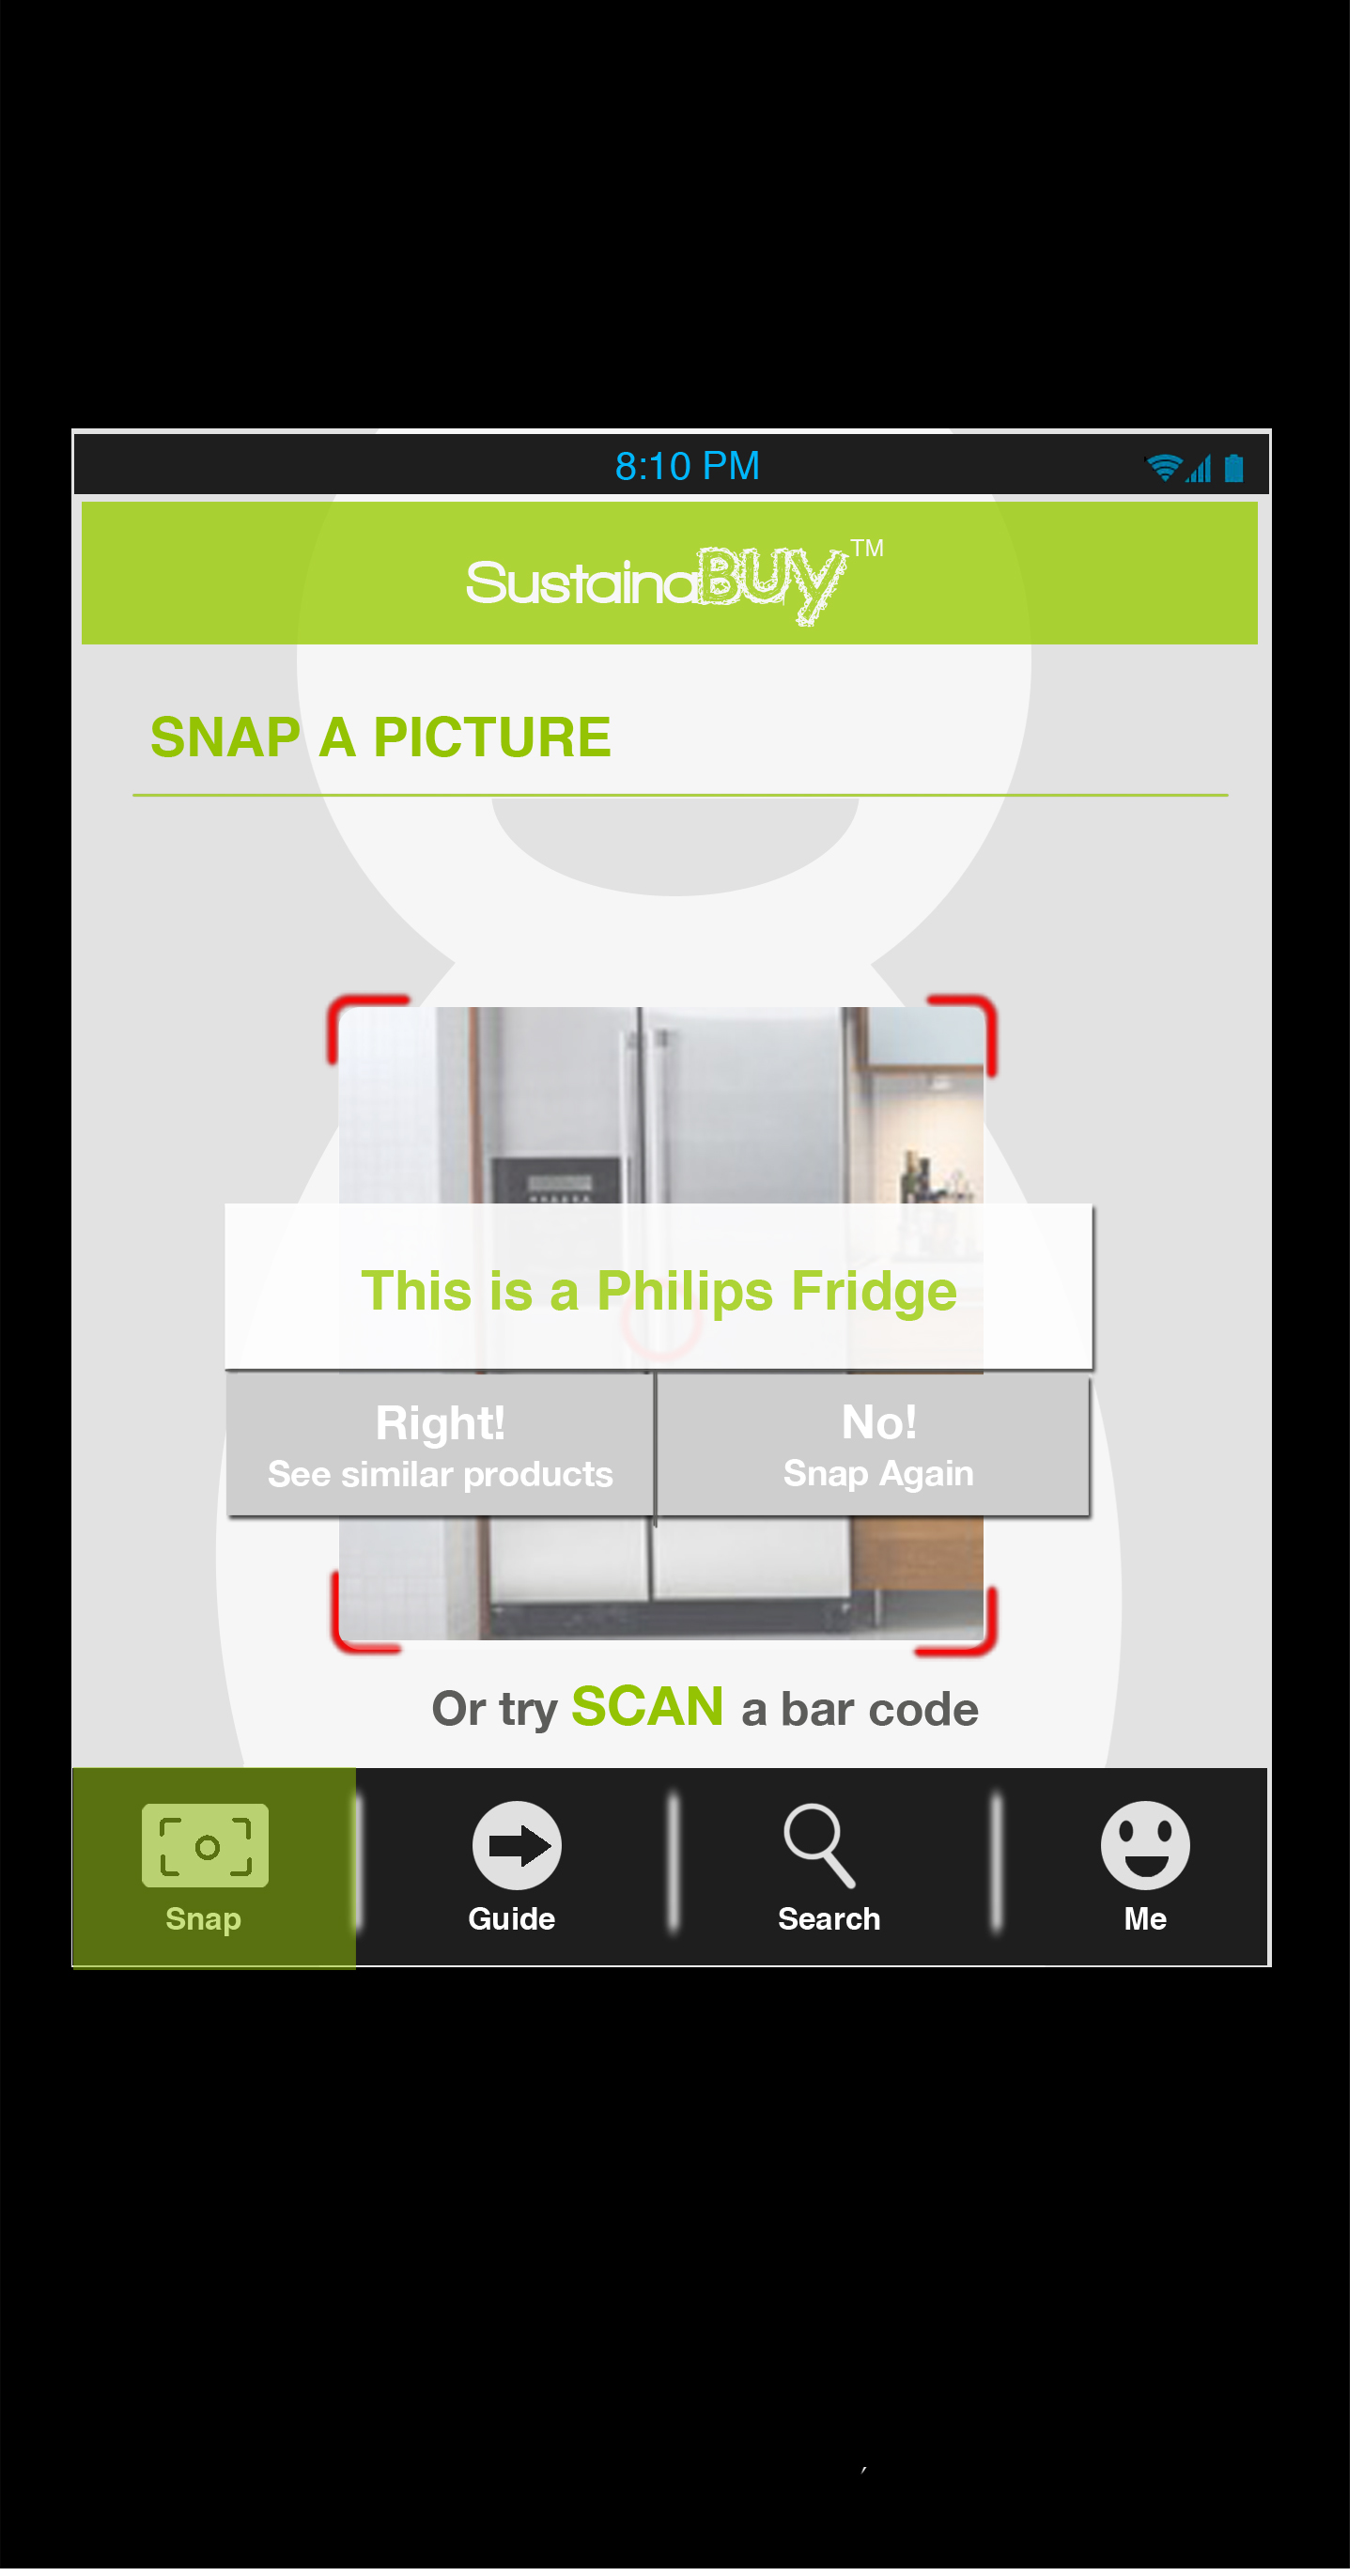 8:10 PM
SustainaBUy™
SNAP A PICTURE
This is a Philips Fridge
Right!
See similar products
No!
Snap Again
Or try SCAN a bar code
Snap
Guide
Search
Me